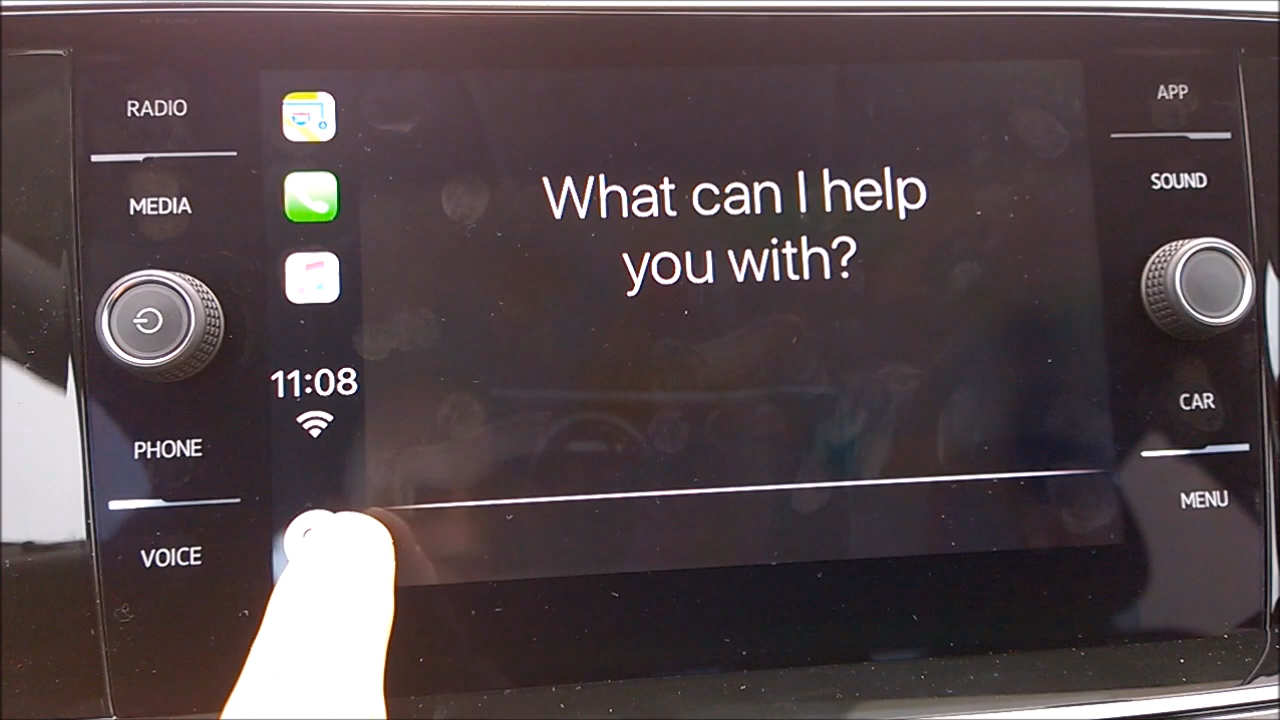 RADIO
MEDIA
PHONE
VOICE
11:08
What can I help
you with?
APP
SOUND
CAR
MENU